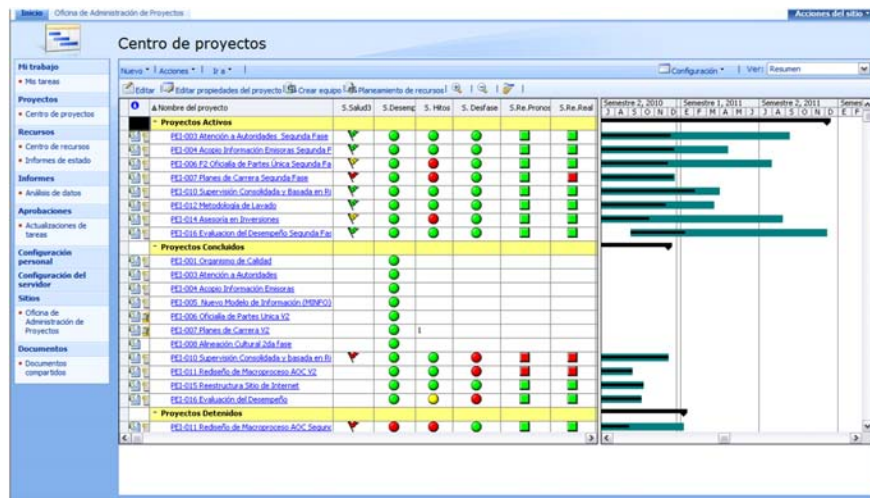 Inicio Oficina de Administración de Proyectos Acciones del sitio
Centro de proyectos
Mi trabajo
Mis tareas
Proyectos
Centro de proyectos
Recursos
Centro de recursos
Informes de estado
Informes
Análisis de datos
Aprobaciones
Actualizaciones de
tareas
Configuración
personal
Configuración del
servidor
Sitios
Oficina de
Administración de
Proyectos
Documentos
Documentos
compartidos
Nuevo Acciones Ir a Configuración Ver: Resumen
Editar Editar propiedades del proyecto Crear equipo Planeamiento de recursos
Nombre del proyecto S.Salud3 S.Desemp S. Hitos S. Desfase S.Re.Pronos S.Re.Real
Semestre 2, 2010 Semestre 1, 2011 Semestre 2, 2011 Semes
J A S O N D E F M A M J J A S O N D E F
Proyectos Activos
PEI-003 Atención a Autoridades Segunda Fase
PEI-004 Acopio Información Emisoras Segunda F
PEI-006 F2 Oficialía de Partes Única Segunda Fa
PEI-007 Planes de Carrera Segunda Fase
PEI-010 Supervisión Consolidada y Basada en Ri
PEI-012 Metodología de Lavado
PEI-014 Asesoría en Inversiones
PEI-016 Evaluacion del Desempeño Segunda Fas
Proyectos Concluidos
PEI-001 Organismo de Calidad
PEI-003 Atención a Autoridades
PEI-004 Acopio Información Emisoras
PEI-005 Nuevo Modelo de Información (MINFO)
PEI-006 Oficialia de Partes Unica V2
PEI-007 Planes de Carrera V2
PEI-008 Alineación Cultural 2da fase
PEI-010 Supervisión Consolidada y basada en Ri
PEI-011 Rediseño de Macroproceso AOC V2
PEI-015 Reestructura Sitio de Internet
PEI-016 Evaluación del Desempeño
Proyectos Detenidos
PEI-011 Rediseño de Macroproceso AOC Segunc